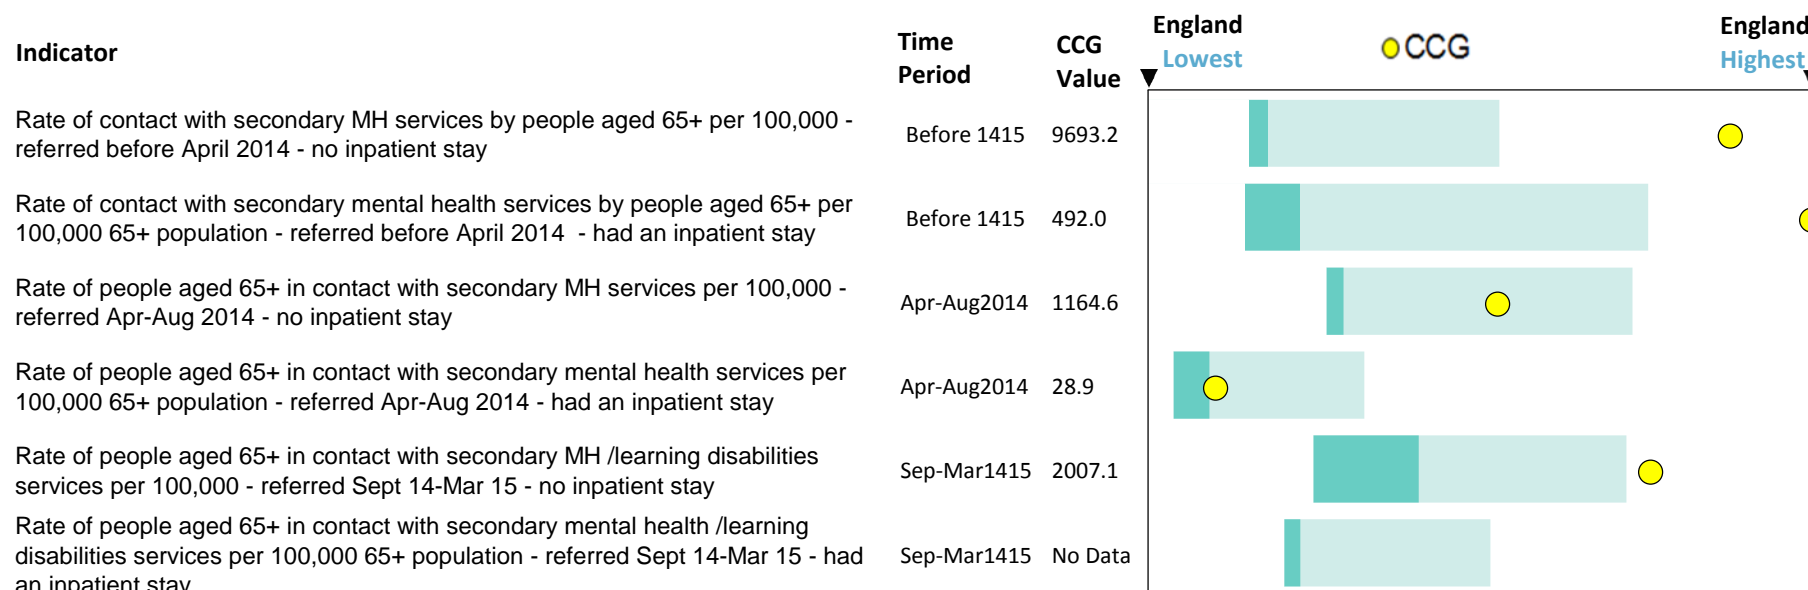 Indicator
Time Period
CCG Value
England Lowest
CCG
England Highest
Rate of contact with secondary MH services by people aged 65+ per 100,000 -
referred before April 2014 - no inpatient stay
Before 1415
9693.2
Rate of contact with secondary mental health services by people aged 65+ per
100,000 65+ population - referred before April 2014  - had an inpatient stay
Before 1415
492.0
Rate of people aged 65+ in contact with secondary MH services per 100,000 -
referred Apr-Aug 2014 - no inpatient stay
Apr-Aug2014
1164.6
Rate of people aged 65+ in contact with secondary mental health services per
100,000 65+ population - referred Apr-Aug 2014 - had an inpatient stay
Apr-Aug2014
28.9
Rate of people aged 65+ in contact with secondary MH /learning disabilities
services per 100,000 - referred Sept 14-Mar 15 - no inpatient stay
Sep-Mar1415
2007.1
Rate of people aged 65+ in contact with secondary mental health /learning
disabilities services per 100,000 65+ population - referred Sept 14-Mar 15 - had
an inpatient stay
Sep-Mar1415
No Data